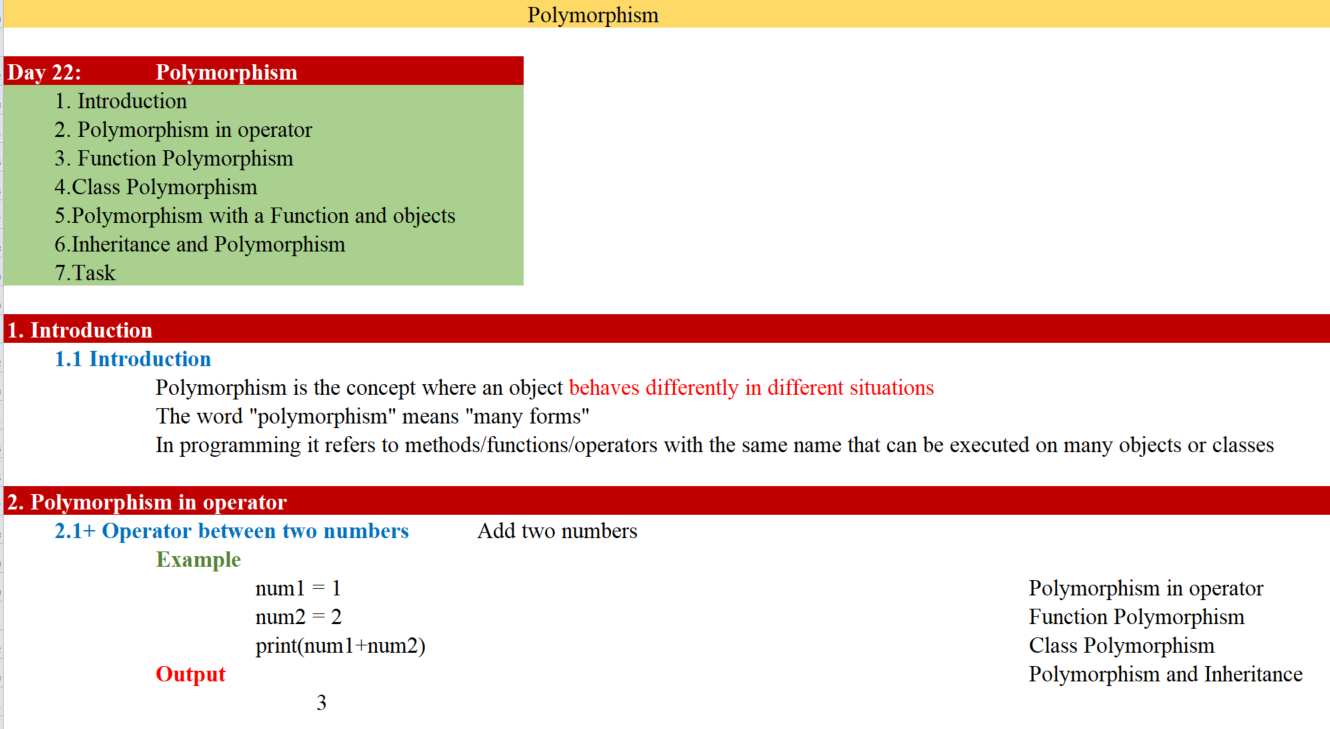 Polymorphism
Day 22: Polymorphism
1. Introduction
2. Polymorphism in operator
3. Function Polymorphism
4.Class Polymorphism
5.Polymorphism with a Function and objects
6.Inheritance and Polymorphism
7.Task
1. Introduction
1.1 Introduction
Polymorphism is the concept where an object behaves differently in different situations
The word "polymorphism" means "many forms"
In programming it refers to methods/functions/operators with the same name that can be executed on many objects or classes
2. Polymorphism in operator
2.1+ Operator between two numbers Add two numbers
Example
num1 = 1 Polymorphism in operator
num2 = 2 Function Polymorphism
print(num1+num2) Class Polymorphism
Output Polymorphism and Inheritance
3